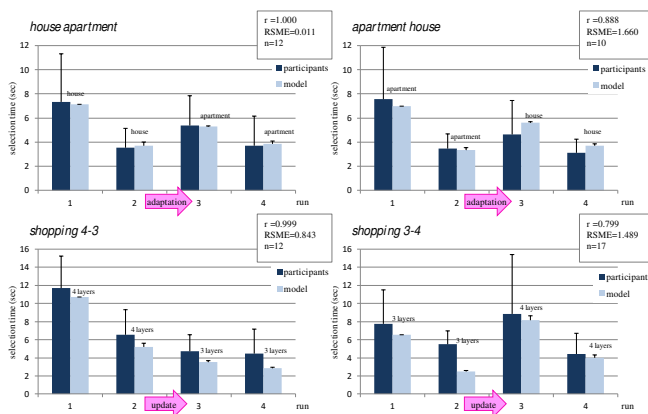 house apartment
r =1.000
RSME=0.011
n=12
12
10
8
6
4
2
0
selection time (sec)
participants
model
house
house
apartment
apartment
1
2
3
4
run
adaptation
apartment house
r =0.888
RSME=1.660
n=10
12
10
8
6
4
2
0
selection time (sec)
participants
model
apartment
apartment
house
house
1
2
3
4
run
adaptation
shopping 4-3
r =0.999
RSME=0.843
n=12
16
14
12
10
8
6
4
2
0
selection time (sec)
participants
model
4 layers
4 layers
3 layers
3 layers
1
2
3
4
run
update
shopping 3-4
r =0.799
RSME=1.489
n=17
16
14
12
10
8
6
4
2
0
selection time (sec)
participants
model
3 layers
3 layers
4 layers
4 layers
1
2
3
4
run
update